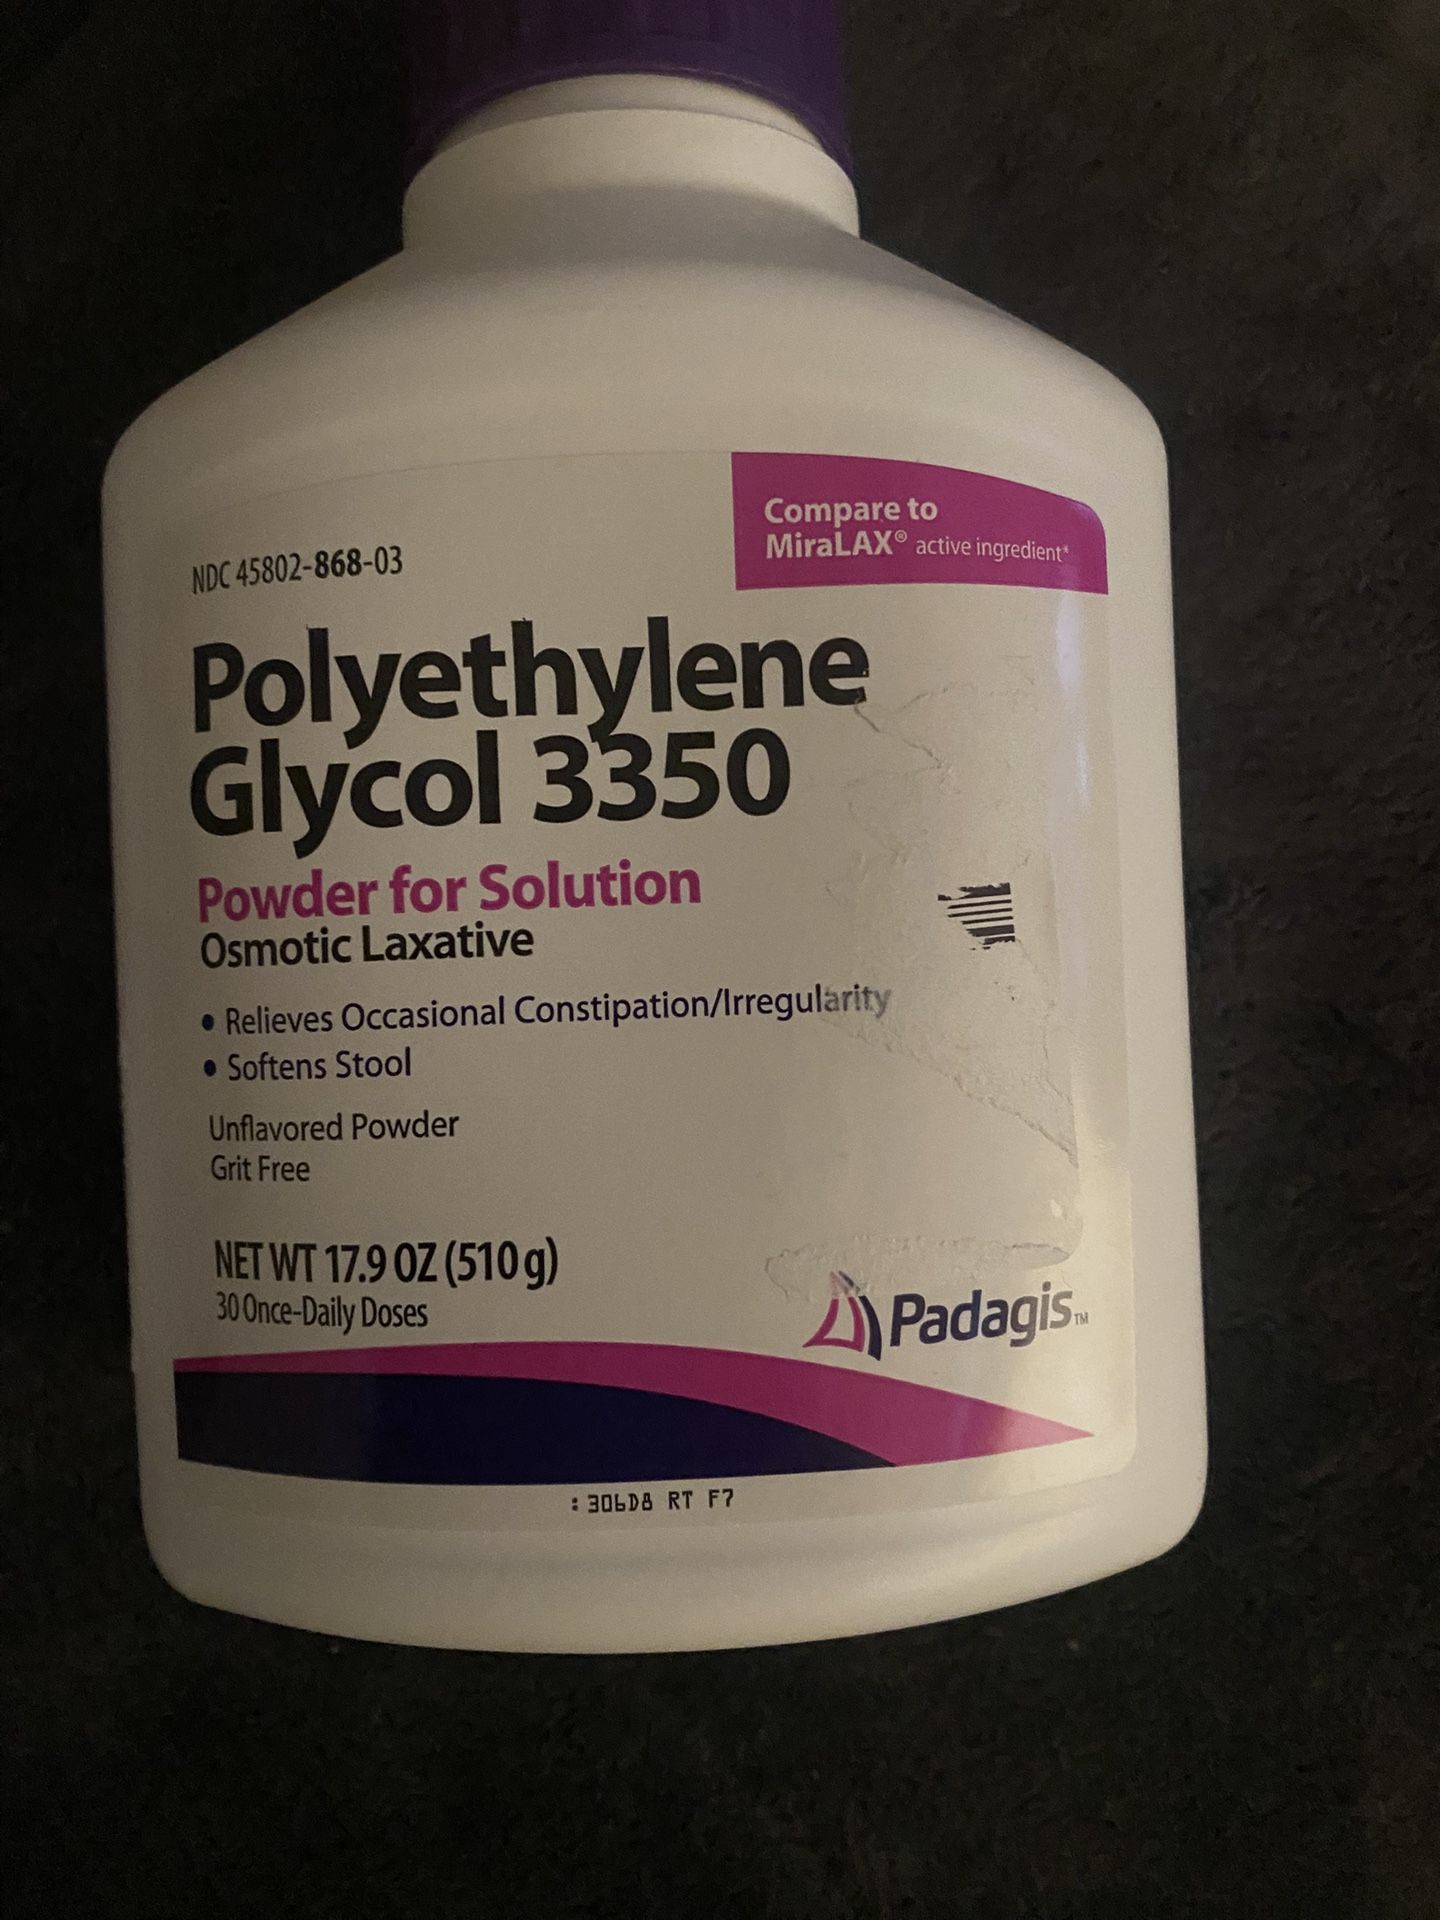 Compare to
MiraLAX® active ingredient*
NDC 45802-868-03
Polyethylene
Glycol 3350
Powder for Solution
Osmotic Laxative
• Relieves Occasional Constipation/Irregularity
• Softens Stool
Unflavored Powder
Grit Free
NET WT 17.9 OZ (510 g)
30 Once-Daily Doses
Padagis™
: 306D8 RT F7